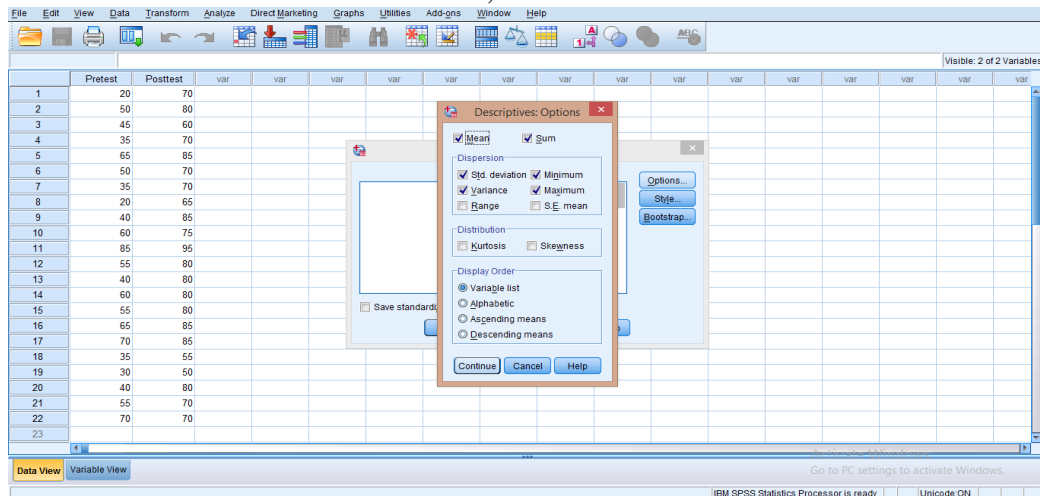 File Edit View Data Transform Analyze Direct Marketing Graphs Utilities Add-ons Window Help
Visible: 2 of 2 Variables
Pretest Posttest var var var var var var var var var var var var var var var
1 20 70
2 50 80
3 45 60
4 35 70
5 65 85
6 50 70
7 35 70
8 20 65
9 40 85
10 60 75
11 85 95
12 55 80
13 40 80
14 60 80
15 55 80
16 65 85
17 70 85
18 35 55
19 30 50
20 40 80
21 55 70
22 70 70
23
Descriptives: Options
Mean Sum
Dispersion
Std. deviation Minimum
Variance Maximum
Range S.E. mean
Distribution
Kurtosis Skewness
Display Order
Variable list
Alphabetic
Ascending means
Descending means
Continue Cancel Help
Options...
Style...
Bootstrap...
Save
Data View Variable View
Go to PC settings to activate Windows.
IBM SPSS Statistics Processor is ready Unicode:ON